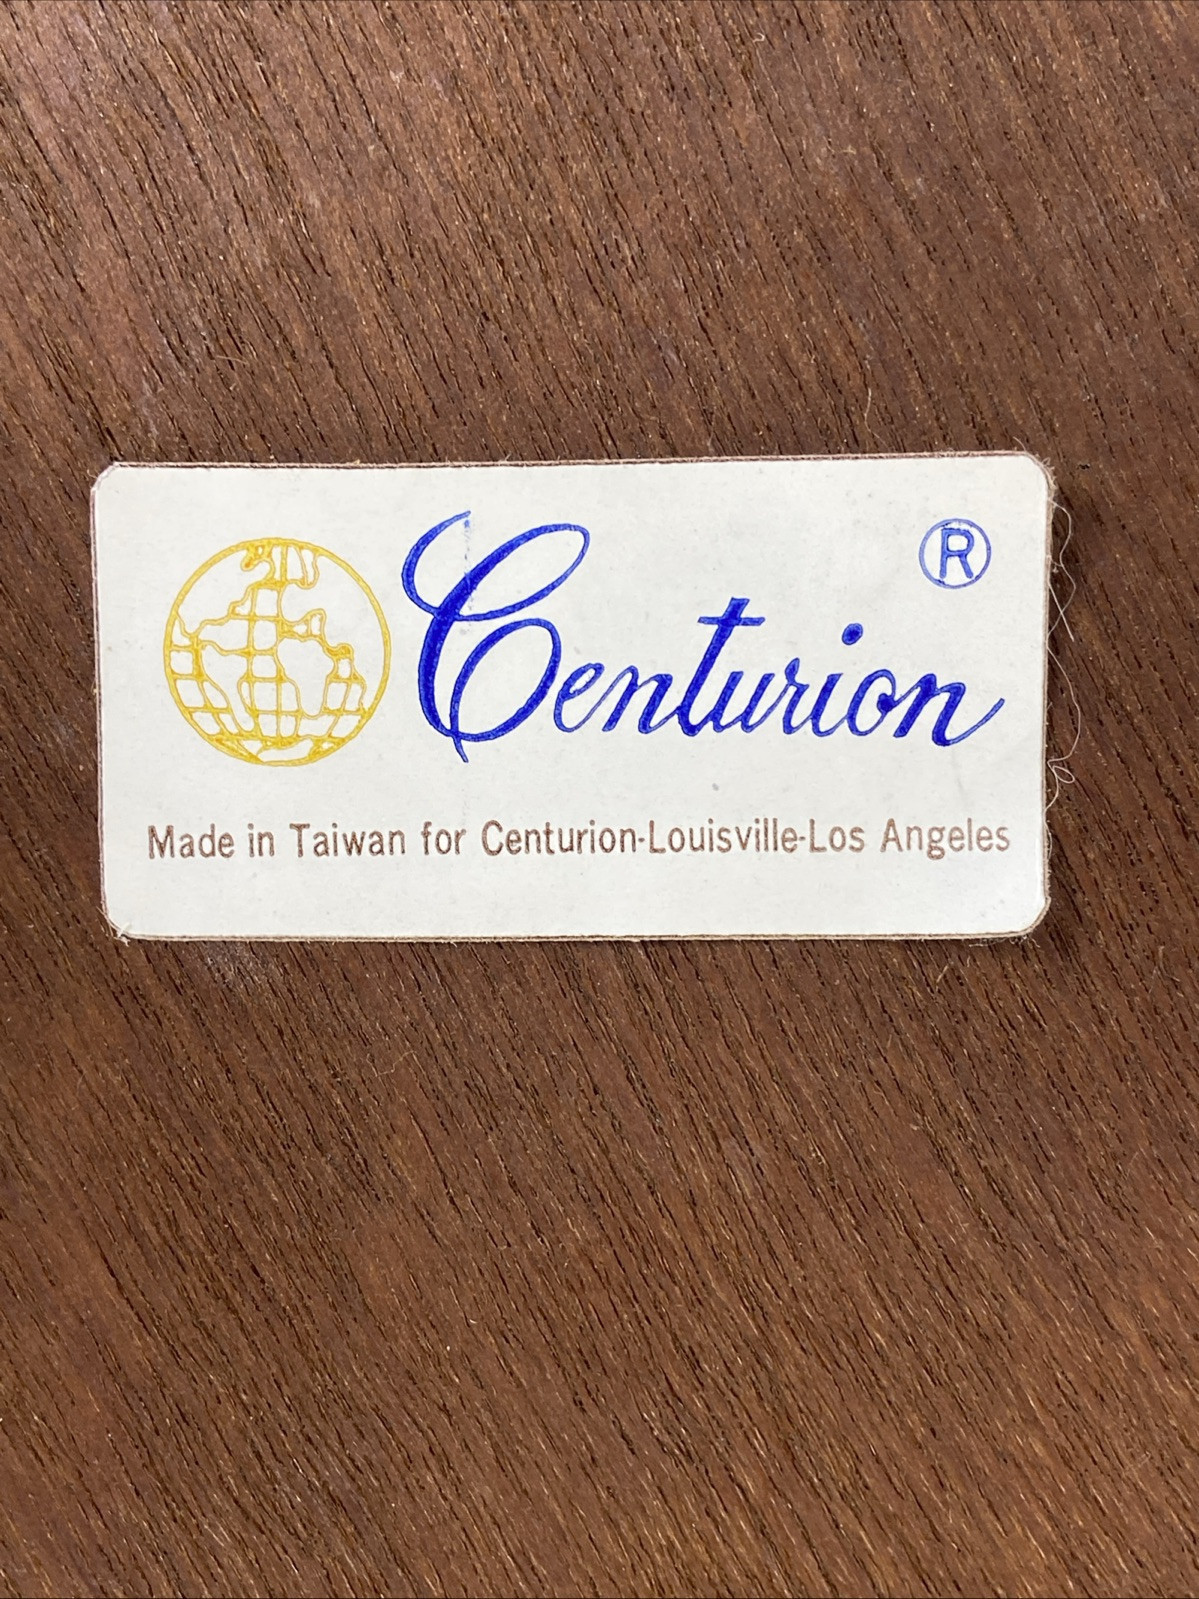 Centurion ®
Made in Taiwan for Centurion-Louisville-Los Angeles